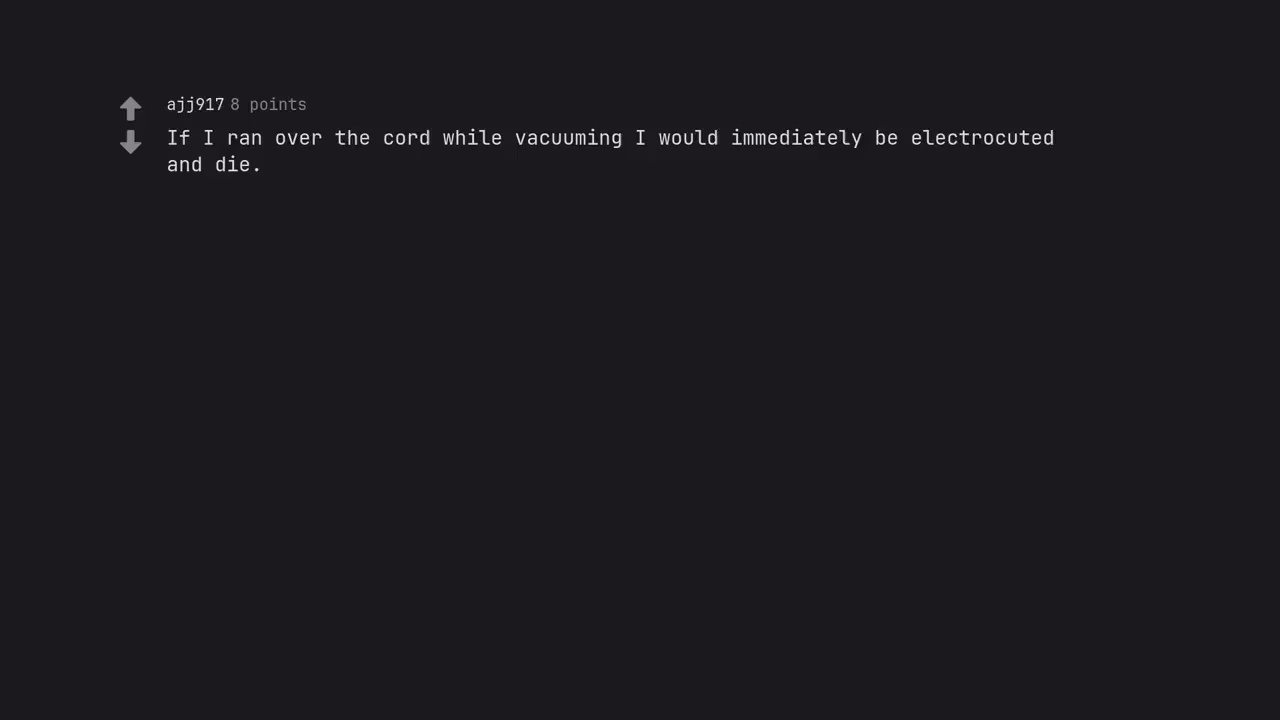 ajj917 8 points
If I ran over the cord while vacuuming I would immediately be electrocuted
and die.